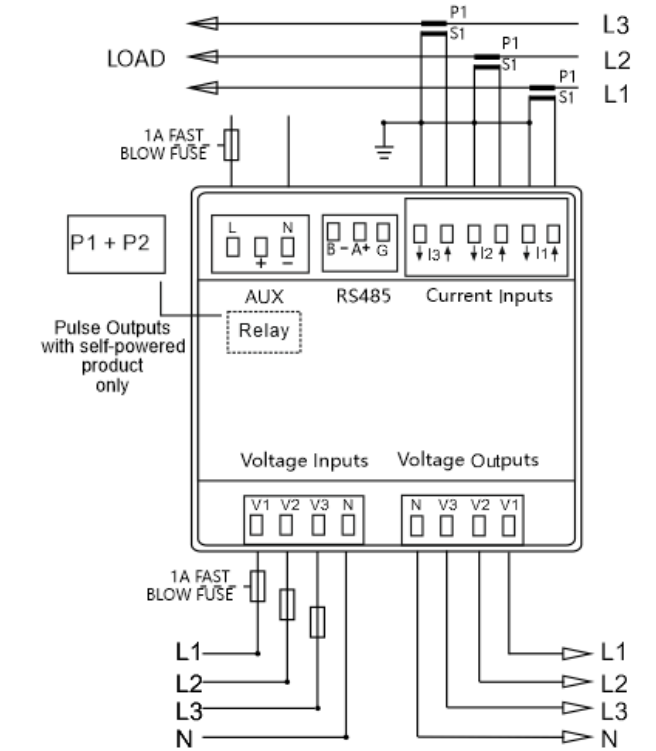 P1
L3
S1
LOAD
P1
L2
S1
P1
L1
S1
1A FAST
BLOW FUSE
P1 + P2
L N
+ −
B − A+ G
I3 I2 I1
AUX
RS485
Current Inputs
Relay
Pulse Outputs
with self-powered
product
only
Voltage Inputs
Voltage Outputs
V1 V2 V3 N
N V3 V2 V1
1A FAST
BLOW FUSE
L1
L2
L3
N
L1
L2
L3
N